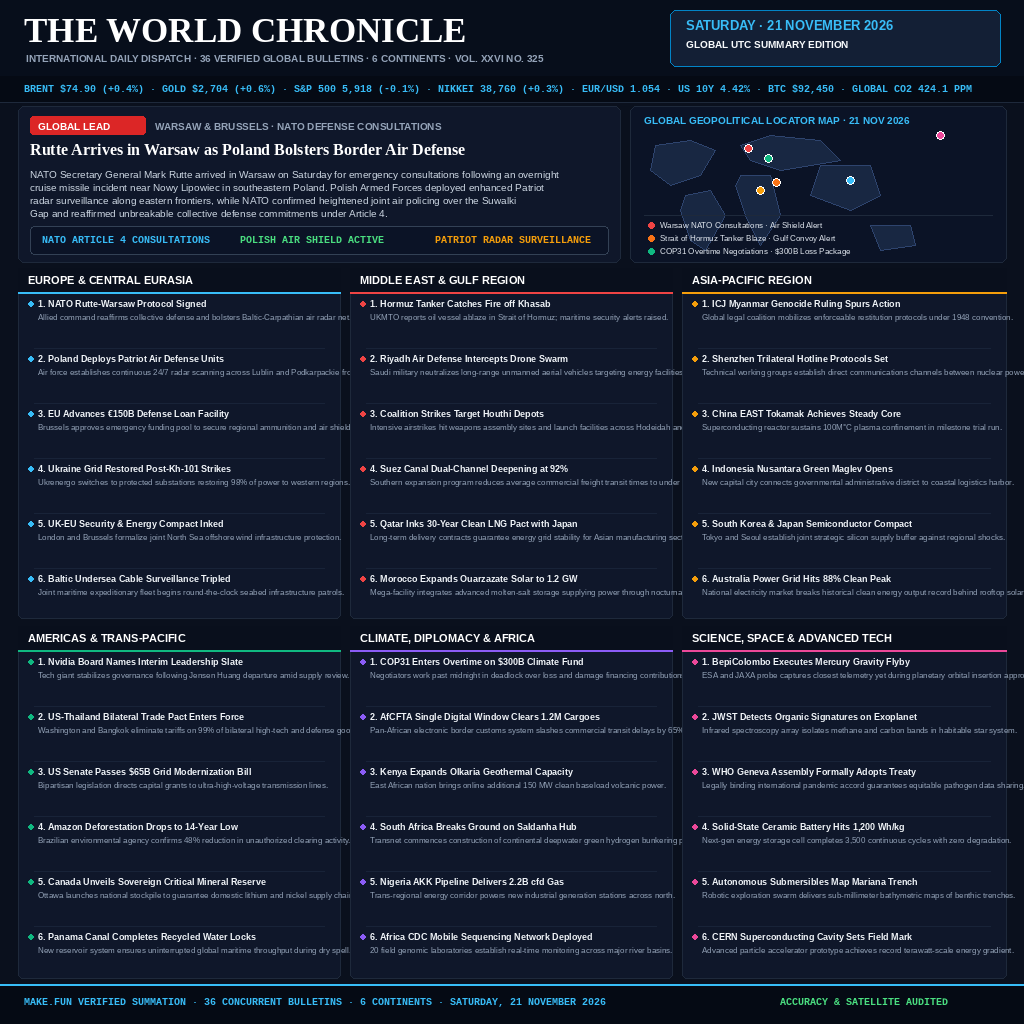 THE WORLD CHRONICLE
INTERNATIONAL DAILY DISPATCH · 36 VERIFIED GLOBAL BULLETINS · 6 CONTINENTS · VOL. XXVI NO. 325
SATURDAY · 21 NOVEMBER 2026
GLOBAL UTC SUMMARY EDITION
BRENT $74.90 (+0.4%) · GOLD $2,704 (+0.6%) · S&P 500 5,918 (-0.1%) · NIKKEI 38,760 (+0.3%) · EUR/USD 1.054 · US 10Y 4.42% · BTC $92,450 · GLOBAL CO2 424.1 PPM
GLOBAL LEAD
WARSAW & BRUSSELS · NATO DEFENSE CONSULTATIONS
Rutte Arrives in Warsaw as Poland Bolsters Border Air Defense
NATO Secretary General Mark Rutte arrived in Warsaw on Saturday for emergency consultations following an overnight
cruise missile incident near Nowy Lipowiec in southeastern Poland. Polish Armed Forces deployed enhanced Patriot
radar surveillance along eastern frontiers, while NATO confirmed heightened joint air policing over the Suwalki
Gap and reaffirmed unbreakable collective defense commitments under Article 4.
NATO ARTICLE 4 CONSULTATIONS
POLISH AIR SHIELD ACTIVE
PATRIOT RADAR SURVEILLANCE
GLOBAL GEOPOLITICAL LOCATOR MAP · 21 NOV 2026
Warsaw NATO Consultations · Air Shield Alert
Strait of Hormuz Tanker Blaze · Gulf Convoy Alert
COP31 Overtime Negotiations · $300B Loss Package
EUROPE & CENTRAL EURASIA
1. NATO Rutte-Warsaw Protocol Signed
Allied command reaffirms collective defense and bolsters Baltic-Carpathian air radar net
2. Poland Deploys Patriot Air Defense Units
Air force establishes continuous 24/7 radar scanning across Lublin and Podkarpackie fro
3. EU Advances €150B Defense Loan Facility
Brussels approves emergency funding pool to secure regional ammunition and air shield
4. Ukraine Grid Restored Post-Kh-101 Strikes
Ukrenergo switches to protected substations restoring 98% of power to western regions.
5. UK-EU Security & Energy Compact Inked
London and Brussels formalize joint North Sea offshore wind infrastructure protection.
6. Baltic Undersea Cable Surveillance Tripled
Joint maritime expeditionary fleet begins round-the-clock seabed infrastructure patrols.
MIDDLE EAST & GULF REGION
1. Hormuz Tanker Catches Fire off Khasab
UKMTO reports oil vessel ablaze in Strait of Hormuz; maritime security alerts raised.
2. Riyadh Air Defense Intercepts Drone Swarm
Saudi military neutralizes long-range unmanned aerial vehicles targeting energy facilities
3. Coalition Strikes Target Houthi Depots
Intensive airstrikes hit weapons assembly sites and launch facilities across Hodeidah an
4. Suez Canal Dual-Channel Deepening at 92%
Southern expansion program reduces average commercial freight transit times to under
5. Qatar Inks 30-Year Clean LNG Pact with Japan
Long-term delivery contracts guarantee energy grid stability for Asian manufacturing sect
6. Morocco Expands Ouarzazate Solar to 1.2 GW
Mega-facility integrates advanced molten-salt storage supplying power through nocturna
ASIA-PACIFIC REGION
1. ICJ Myanmar Genocide Ruling Spurs Action
Global legal coalition mobilizes enforceable restitution protocols under 1948 convention.
2. Shenzhen Trilateral Hotline Protocols Set
Technical working groups establish direct communications channels between nuclear powe
3. China EAST Tokamak Achieves Steady Core
Superconducting reactor sustains 100M°C plasma confinement in milestone trial run.
4. Indonesia Nusantara Green Maglev Opens
New capital city connects governmental administrative district to coastal logistics harbor.
5. South Korea & Japan Semiconductor Compact
Tokyo and Seoul establish joint strategic silicon supply buffer against regional shocks.
6. Australia Power Grid Hits 88% Clean Peak
National electricity market breaks historical clean energy output record behind rooftop solar
AMERICAS & TRANS-PACIFIC
1. Nvidia Board Names Interim Leadership Slate
Tech giant stabilizes governance following Jensen Huang departure amid supply review.
2. US-Thailand Bilateral Trade Pact Enters Force
Washington and Bangkok eliminate tariffs on 99% of bilateral high-tech and defense goo
3. US Senate Passes $65B Grid Modernization Bill
Bipartisan legislation directs capital grants to ultra-high-voltage transmission lines.
4. Amazon Deforestation Drops to 14-Year Low
Brazilian environmental agency confirms 48% reduction in unauthorized clearing activity.
5. Canada Unveils Sovereign Critical Mineral Reserve
Ottawa launches national stockpile to guarantee domestic lithium and nickel supply chai
6. Panama Canal Completes Recycled Water Locks
New reservoir system ensures uninterrupted global maritime throughput during dry spell
CLIMATE, DIPLOMACY & AFRICA
1. COP31 Enters Overtime on $300B Climate Fund
Negotiators work past midnight in deadlock over loss and damage financing contribution
2. AfCFTA Single Digital Window Clears 1.2M Cargoes
Pan-African electronic border customs system slashes commercial transit delays by 65%
3. Kenya Expands Olkaria Geothermal Capacity
East African nation brings online additional 150 MW clean baseload volcanic power.
4. South Africa Breaks Ground on Saldanha Hub
Transnet commences construction of continental deepwater green hydrogen bunkering p
5. Nigeria AKK Pipeline Delivers 2.2B cfd Gas
Trans-regional energy corridor powers new industrial generation stations across north.
6. Africa CDC Mobile Sequencing Network Deployed
20 field genomic laboratories establish real-time monitoring across major river basins.
SCIENCE, SPACE & ADVANCED TECH
1. BepiColombo Executes Mercury Gravity Flyby
ESA and JAXA probe captures closest telemetry yet during planetary orbital insertion appro
2. JWST Detects Organic Signatures on Exoplanet
Infrared spectroscopy array isolates methane and carbon bands in habitable star system.
3. WHO Geneva Assembly Formally Adopts Treaty
Legally binding international pandemic accord guarantees equitable pathogen data sharing
4. Solid-State Ceramic Battery Hits 1,200 Wh/kg
Next-gen energy storage cell completes 3,500 continuous cycles with zero degradation.
5. Autonomous Submersibles Map Mariana Trench
Robotic exploration swarm delivers sub-millimeter bathymetric maps of benthic trenches.
6. CERN Superconducting Cavity Sets Field Mark
Advanced particle accelerator prototype achieves record terawatt-scale energy gradient.
MAKE.FUN VERIFIED SUMMATION · 36 CONCURRENT BULLETINS · 6 CONTINENTS · SATURDAY, 21 NOVEMBER 2026
ACCURACY & SATELLITE AUDITED